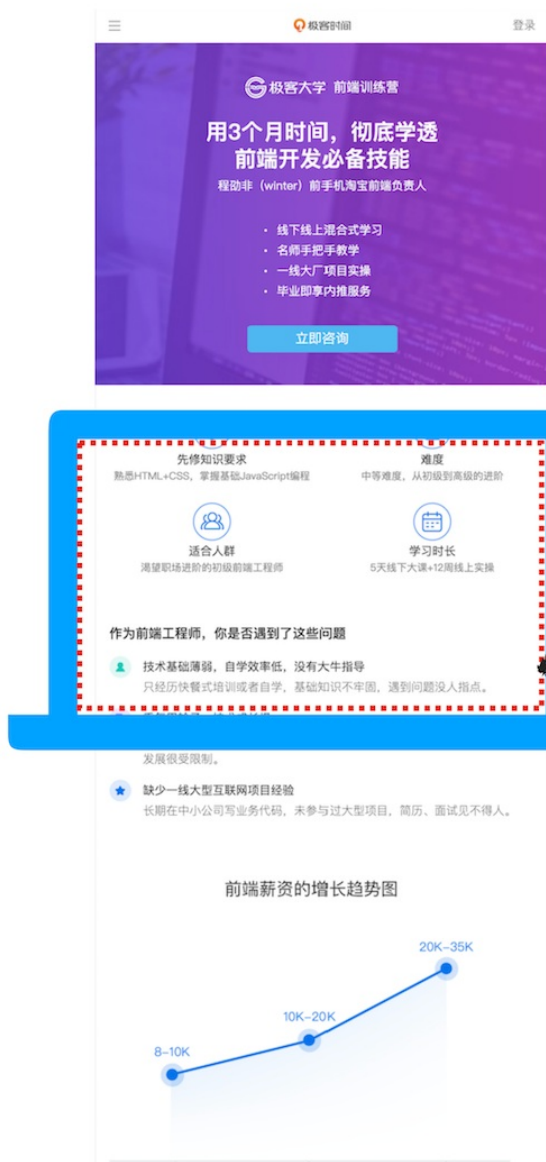 极客时间
登录
极客大学 前端训练营
用3个月时间，彻底学透
前端开发必备技能
程劭非（winter）前手机淘宝前端负责人
· 线下线上混合式学习
· 名师手把手教学
· 一线大厂项目实操
· 毕业即享内推服务
立即咨询
先修知识要求
熟悉HTML+CSS，掌握基础JavaScript编程
难度
中等难度，从初级到高级的进阶
适合人群
渴望职场进阶的初级前端工程师
学习时长
5天线下大课+12周线上实操
作为前端工程师，你是否遇到了这些问题
技术基础薄弱，自学效率低，没有大牛指导
只经历快餐式培训或者自学，基础知识不牢固，遇到问题没人指点。
发展很受限制。
缺少一线大型互联网项目经验
长期在中小公司写业务代码，未参与过大型项目，简历、面试见不得人。
前端薪资的增长趋势图
20K-35K
10K-20K
8-10K